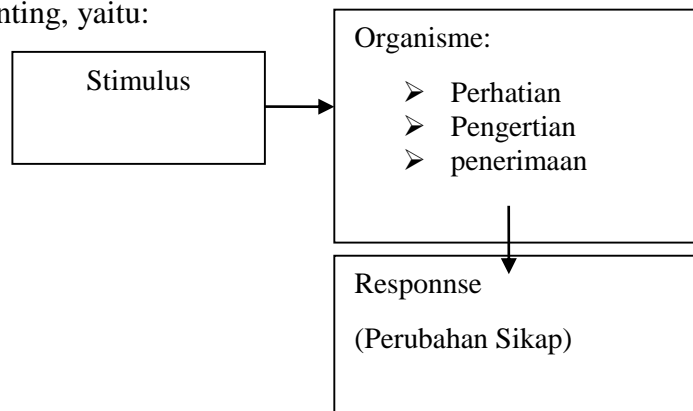 nting, yaitu:
Organisme:
Stimulus
➢ Perhatian
➢ Pengertian
➢ penerimaan
Responnse
(Perubahan Sikap)